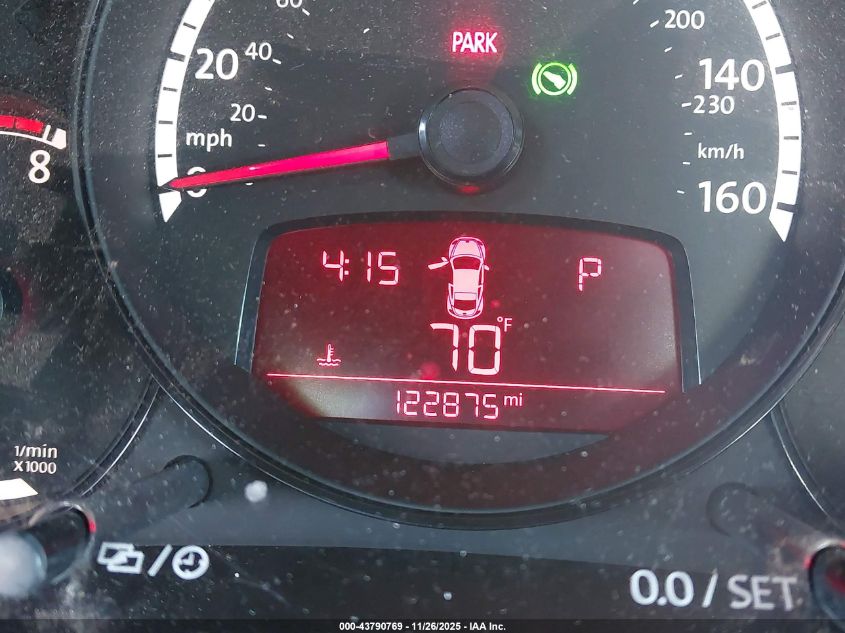 60
200
PARK
20
40
140
20
230
mph
km/h
8
0
160
4:15
P
70°F
122875 mi
1/min
X1000
0.0 / SET
000-43790769 - 11/26/2025 - IAA Inc.